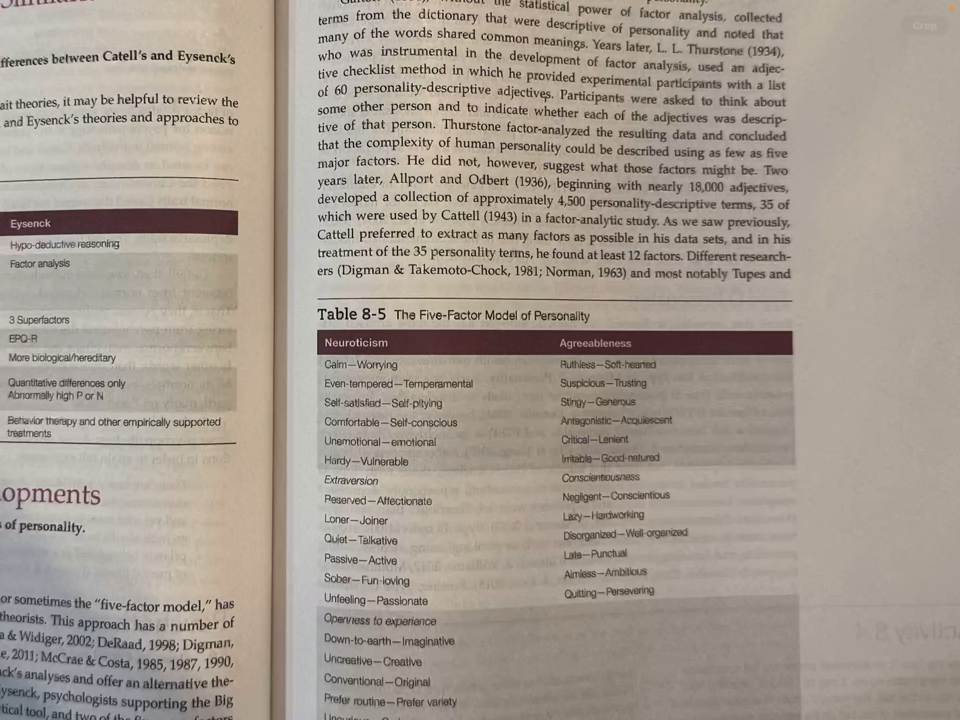 fferences between Catell's and Eysenck's
ait theories, it may be helpful to review the
and Eysenck's theories and approaches to
Eysenck
Hypo-deductive reasoning
Factor analysis
3 Superfactors
EPQ-R
More biological/hereditary
Quantitative differences only
Abnormally high P or N
Behavior therapy and other empirically supported
treatments
opments
of personality.
or sometimes the "five-factor model," has
theorists. This approach has a number of
a & Widiger, 2002; DeRaad, 1998; Digman,
e, 2011; McCrae & Costa, 1985, 1987, 1990,
ck's analyses and offer an alternative the-
ysenck, psychologists supporting the Big
tical tool, and two of the
the statistical power of factor analysis, collected
terms from the dictionary that were descriptive of personality and noted that
many of the words shared common meanings. Years later, L. L. Thurstone (1934),
who was instrumental in the development of factor analysis, used an adjec-
tive checklist method in which he provided experimental participants with a list
of 60 personality-descriptive adjectives. Participants were asked to think about
some other person and to indicate whether each of the adjectives was descrip-
tive of that person. Thurstone factor-analyzed the resulting data and concluded
that the complexity of human personality could be described using as few as five
major factors. He did not, however, suggest what those factors might be. Two
years later, Allport and Odbert (1936), beginning with nearly 18,000 adjectives,
developed a collection of approximately 4,500 personality-descriptive terms, 35 of
which were used by Cattell (1943) in a factor-analytic study. As we saw previously,
Cattell preferred to extract as many factors as possible in his data sets, and in his
treatment of the 35 personality terms, he found at least 12 factors. Different research-
ers (Digman & Takemoto-Chock, 1981; Norman, 1963) and most notably Tupes and
Table 8-5 The Five-Factor Model of Personality
Neuroticism
Calm—Worrying
Even-tempered—Temperamental
Self-satisfied—Self-pitying
Comfortable—Self-conscious
Unemotional—emotional
Hardy—Vulnerable
Extraversion
Reserved—Affectionate
Loner—Joiner
Quiet—Talkative
Passive—Active
Sober—Fun-loving
Unfeeling—Passionate
Openness to experience
Down-to-earth—Imaginative
Uncreative—Creative
Conventional—Original
Prefer routine—Prefer variety
Agreeableness
Ruthless—Soft-hearted
Suspicious—Trusting
Stingy—Generous
Antagonistic—Acquiescent
Critical—Lenient
Irritable—Good-natured
Conscientiousness
Negligent—Conscientious
Lazy—Hardworking
Disorganized—Well-organized
Late—Punctual
Aimless—Ambitious
Quitting—Persevering
Crop